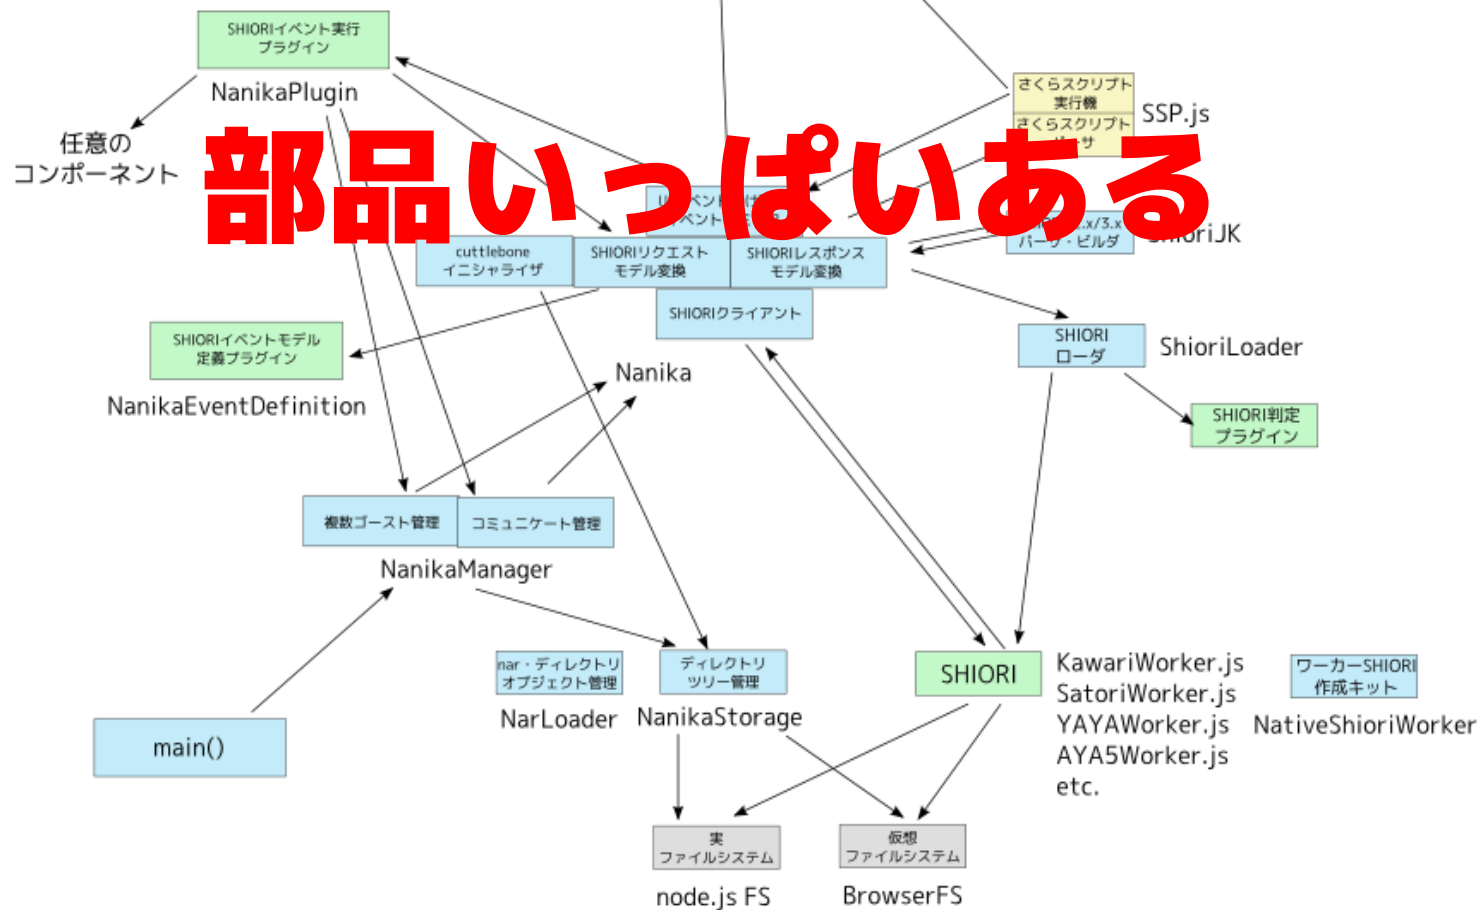 SHIORIイベント実行
プラグイン
NanikaPlugin
任意の
コンポーネント
さくらスクリプト
実行機
さくらスクリプト
SSP.js
部品いっぱいある
cuttlebone
イニシャライザ
SHIORIリクエスト
モデル変換
SHIORIレスポンス
モデル変換
SHIORIクライアント
パーサ・ビルダ
ShioriJK
SHIORIイベントモデル
定義プラグイン
NanikaEventDefinition
Nanika
SHIORI
ローダ
ShioriLoader
SHIORI判定
プラグイン
複数ゴースト管理
コミュニケート管理
NanikaManager
main()
nar・ディレクトリ
オブジェクト管理
NarLoader
ディレクトリ
ツリー管理
NanikaStorage
SHIORI
KawariWorker.js
SatoriWorker.js
YAYAWorker.js
AYA5Worker.js
etc.
ワーカーSHIORI
作成キット
NativeShioriWorker
実
ファイルシステム
node.js FS
仮想
ファイルシステム
BrowserFS